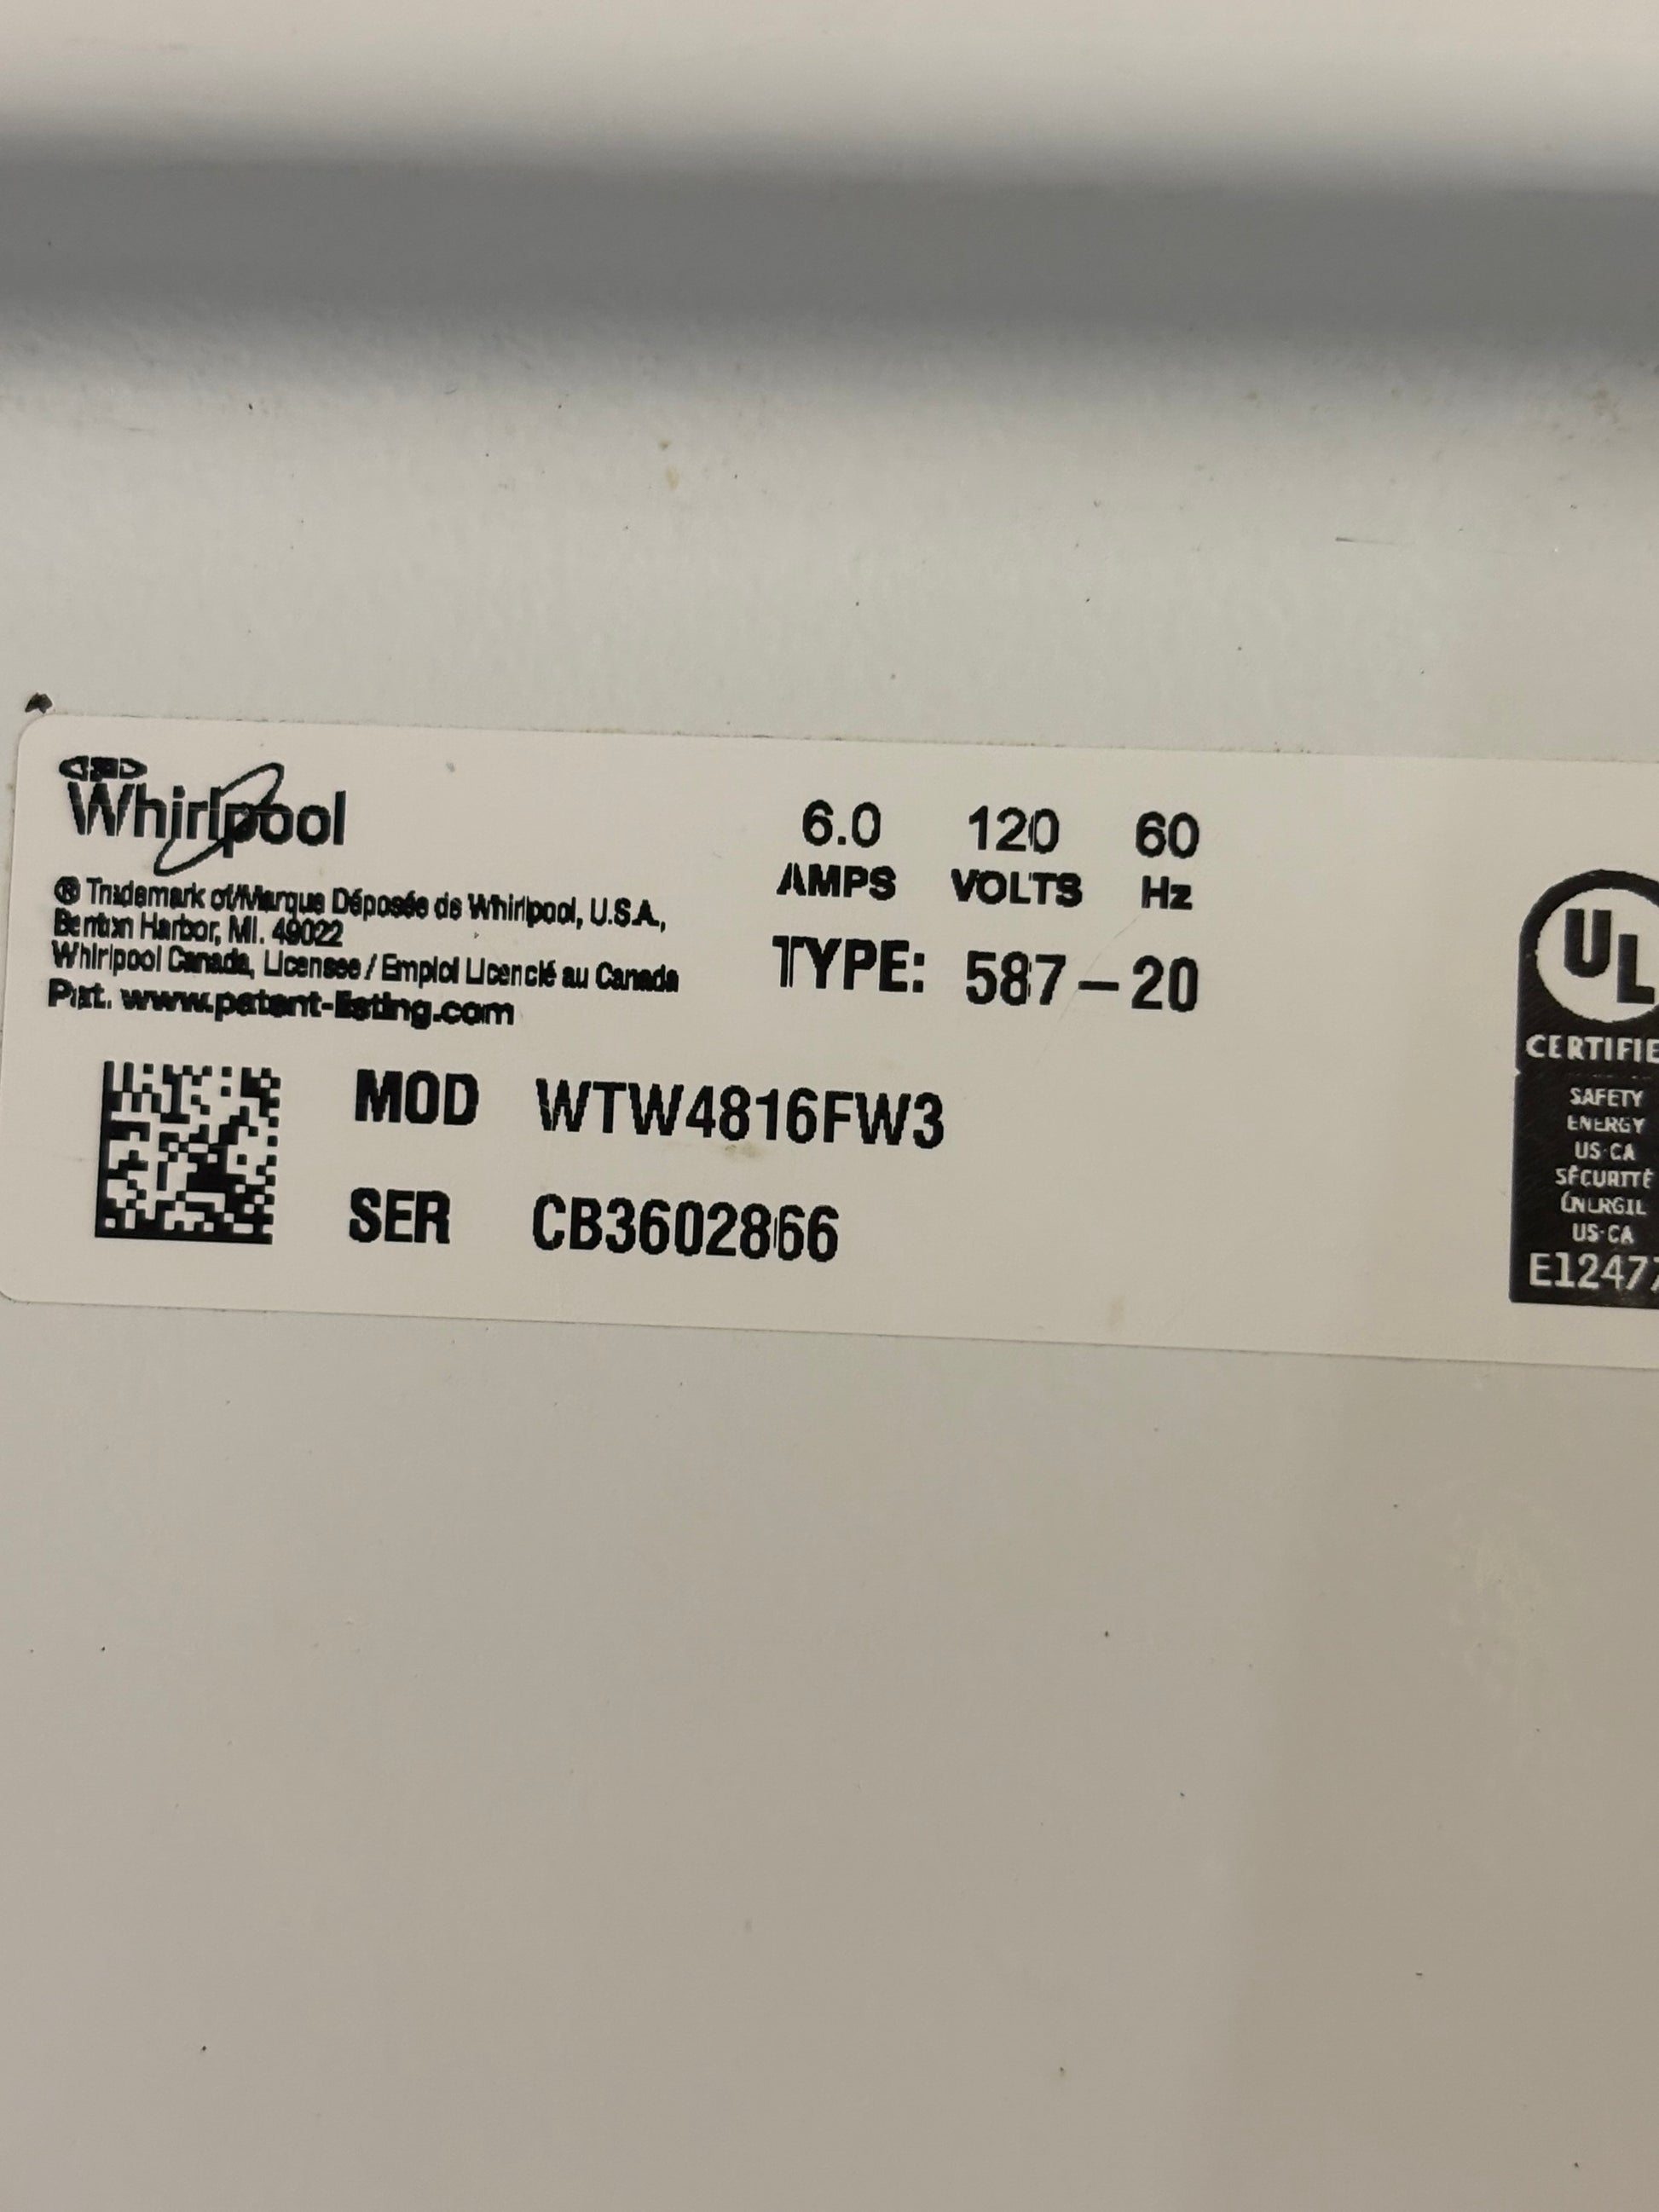 Whirlpool
® Trademark of/Marque Déposée de Whirlpool, U.S.A.,
Benton Harbor, MI. 49022
Whirlpool Canada, Licensee / Emploi Licencié au Canada
Pat. www.patent-listing.com
6.0 120 60
AMPS VOLTS Hz
TYPE: 587-20
MOD WTW4816FW3
SER CB3602866
UL
CERTIFIE
SAFETY
ENERGY
US·CA
SÉCURITÉ
ÉNERGIE
US·CA
E12477